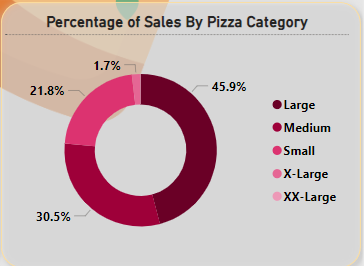 Percentage of Sales By Pizza Category
1.7%
21.8%
45.9%
30.5%
Large
Medium
Small
X-Large
XX-Large